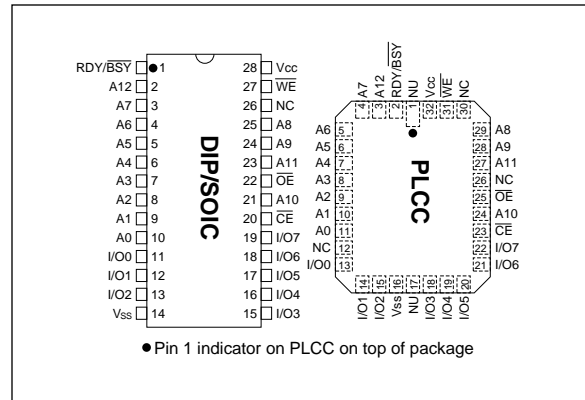 RDY/BSY 1 28 Vcc
A12 2 27 WE
A7 3 26 NC
A6 4 25 A8
A5 5 24 A9
A4 6 23 A11
A3 7 22 OE
A2 8 21 A10
A1 9 20 CE
A0 10 19 I/O7
I/O0 11 18 I/O6
I/O1 12 17 I/O5
I/O2 13 16 I/O4
Vss 14 15 I/O3
DIP/SOIC
A7 A12 RDY/BSY NU Vcc WE NC
4 3 2 1 32 31 30
A6 5 29 A8
A5 6 28 A9
A4 7 27 A11
A3 8 26 NC
A2 9 25 OE
A1 10 24 A10
A0 11 23 CE
NC 12 22 I/O7
I/O0 13 21 I/O6
PLCC
14 15 16 17 18 19 20
I/O1 I/O2 Vss NU I/O3 I/O4 I/O5
●Pin 1 indicator on PLCC on top of package